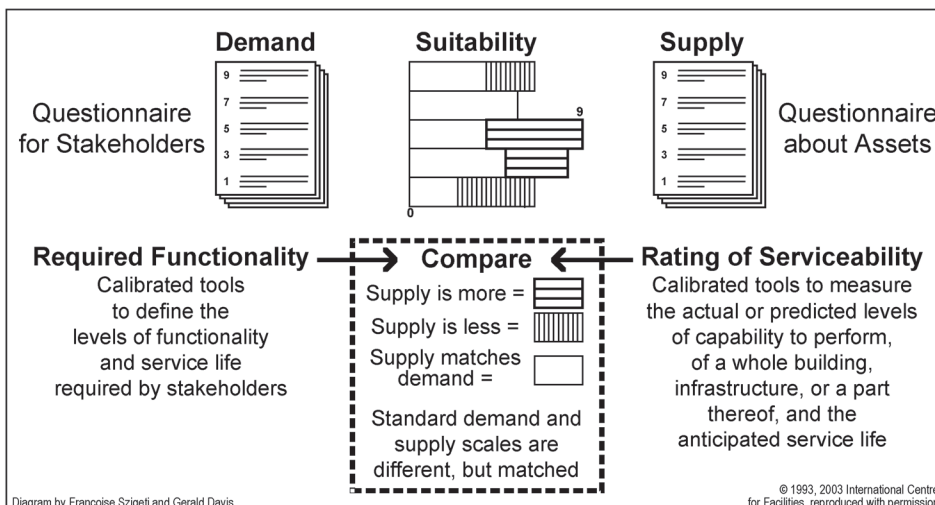 Demand
Suitability
Supply
Questionnaire
for Stakeholders
9
7
5
3
1
9
0
9
7
5
3
1
Questionnaire
about Assets
Required Functionality
Calibrated tools
to define the
levels of functionality
and service life
required by stakeholders
Compare
Supply is more =
Supply is less =
Supply matches
demand =
Standard demand and
supply scales are
different, but matched
Rating of Serviceability
Calibrated tools to measure
the actual or predicted levels
of capability to perform,
of a whole building,
infrastructure, or a part
thereof, and the
anticipated service life
Diagram by Françoise Szigeti and Gerald Davis
© 1993, 2003 International Centre
for Facilities, reproduced with permission